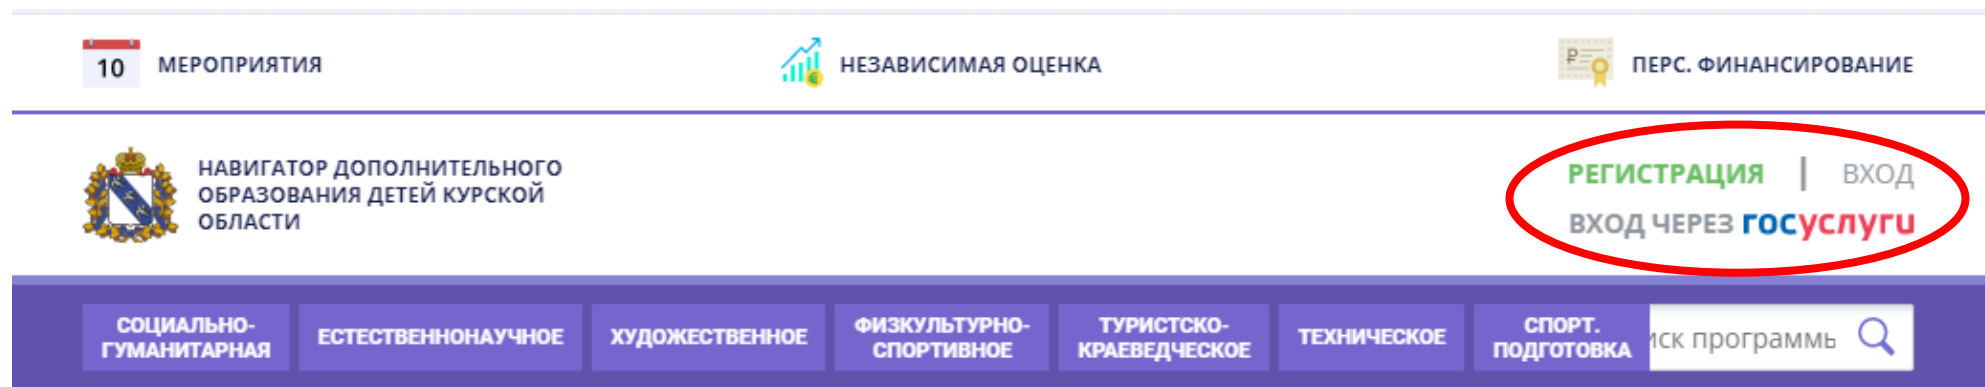 10 МЕРОПРИЯТИЯ
НЕЗАВИСИМАЯ ОЦЕНКА
ПЕРС. ФИНАНСИРОВАНИЕ
НАВИГАТОР ДОПОЛНИТЕЛЬНОГО
ОБРАЗОВАНИЯ ДЕТЕЙ КУРСКОЙ
ОБЛАСТИ
РЕГИСТРАЦИЯ | ВХОД
ВХОД ЧЕРЕЗ госуслуги
СОЦИАЛЬНО-
ГУМАНИТАРНАЯ
ЕСТЕСТВЕННОНАУЧНОЕ
ХУДОЖЕСТВЕННОЕ
ФИЗКУЛЬТУРНО-
СПОРТИВНОЕ
ТУРИСТСКО-
КРАЕВЕДЧЕСКОЕ
ТЕХНИЧЕСКОЕ
СПОРТ.
ПОДГОТОВКА
иск программы